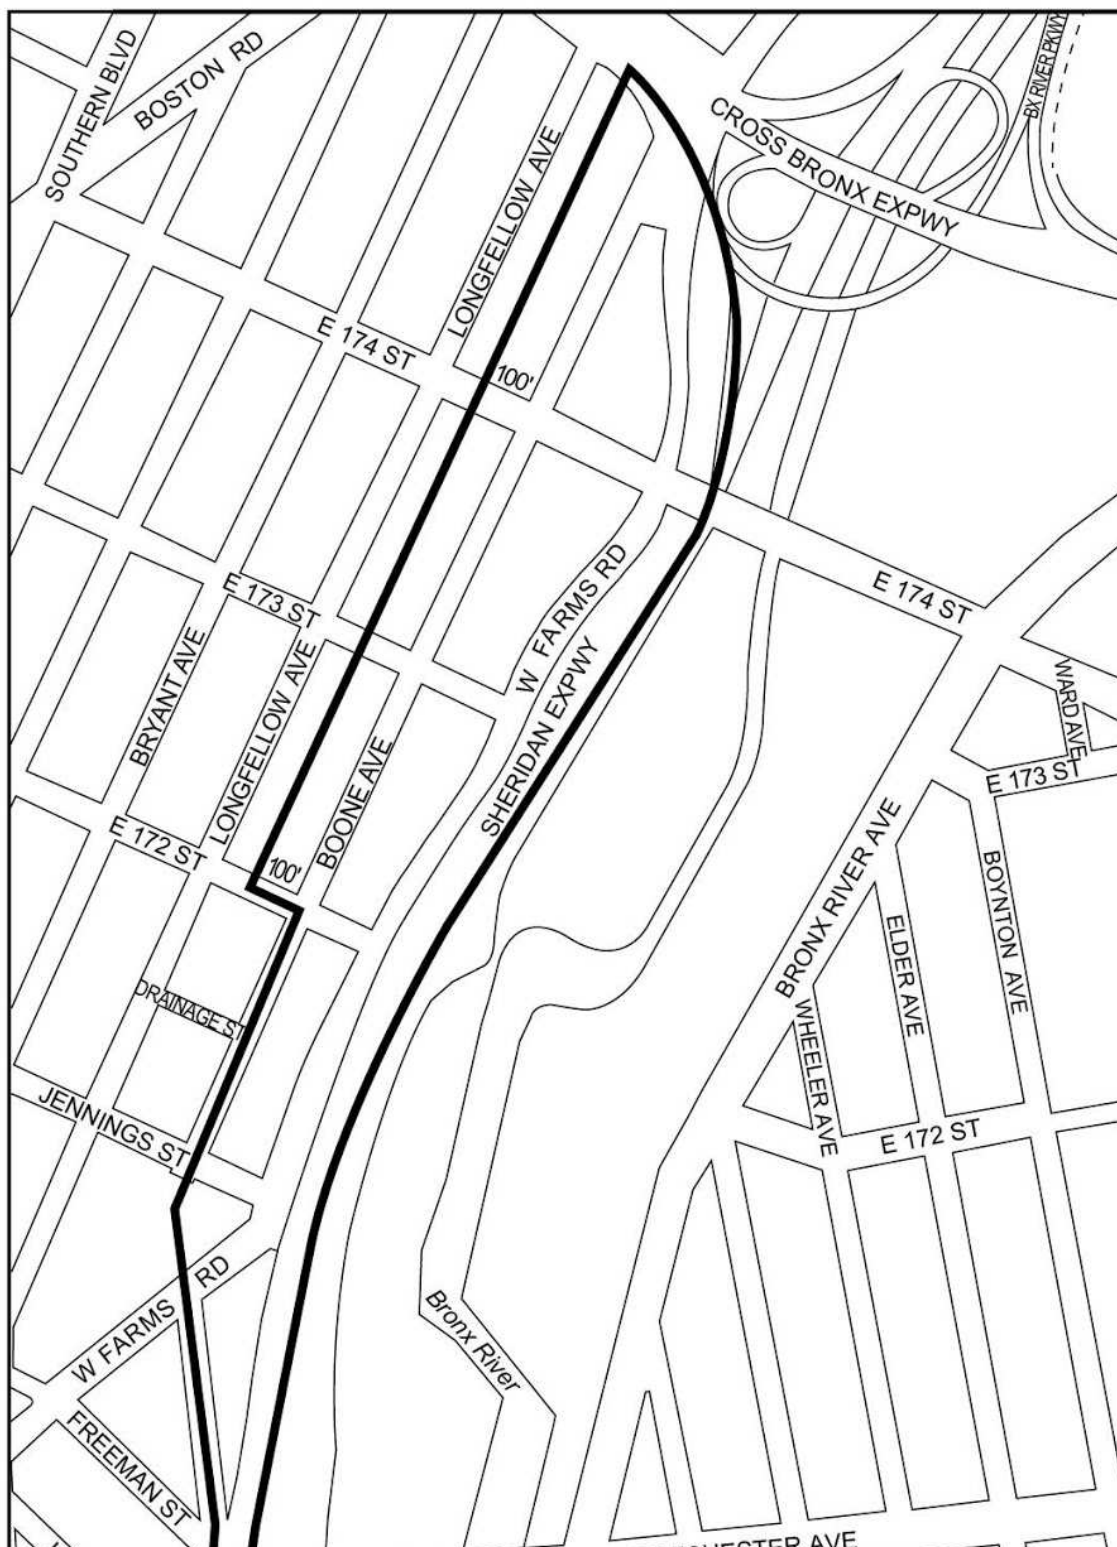 SOUTHERN BLVD
BOSTON RD
BX RIVER PKWY
CROSS BRONX EXPWY
LONGFELLOW AVE
E 174 ST
100'
W FARMS RD
E 174 ST
E 173 ST
BRYANT AVE
LONGFELLOW AVE
SHERIDAN EXPWY
WARD AVE
E 173 ST
BOONE AVE
E 172 ST
100'
BRONX RIVER AVE
BOYNTON AVE
ELDER AVE
DRAINAGE ST
WHEELER AVE
JENNINGS ST
E 172 ST
W FARMS RD
Bronx River
FREEMAN ST
AVE